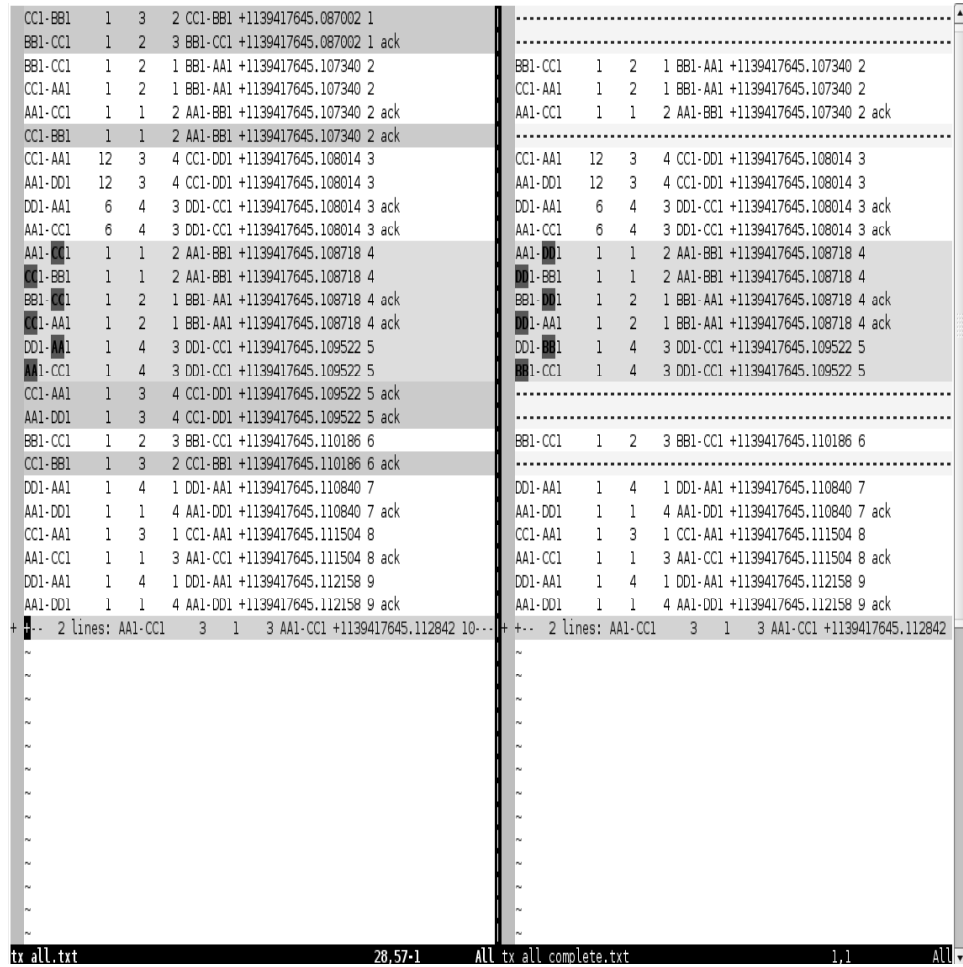 CC1-BB1 1 3 2 CC1-BB1 +1139417645.087002 1
BB1-CC1 1 2 3 BB1-CC1 +1139417645.087002 1 ack
BB1-CC1 1 2 1 BB1-AA1 +1139417645.107340 2
CC1-AA1 1 2 1 BB1-AA1 +1139417645.107340 2
AA1-CC1 1 1 2 AA1-BB1 +1139417645.107340 2 ack
CC1-BB1 1 1 2 AA1-BB1 +1139417645.107340 2 ack
CC1-AA1 12 3 4 CC1-DD1 +1139417645.108014 3
AA1-DD1 12 3 4 CC1-DD1 +1139417645.108014 3
DD1-AA1 6 4 3 DD1-CC1 +1139417645.108014 3 ack
AA1-CC1 6 4 3 DD1-CC1 +1139417645.108014 3 ack
AA1-CC1 1 1 2 AA1-BB1 +1139417645.108718 4
CC1-BB1 1 1 2 AA1-BB1 +1139417645.108718 4
BB1-CC1 1 2 1 BB1-AA1 +1139417645.108718 4 ack
CC1-AA1 1 2 1 BB1-AA1 +1139417645.108718 4 ack
DD1-AA1 1 4 3 DD1-CC1 +1139417645.109522 5
AA1-CC1 1 4 3 DD1-CC1 +1139417645.109522 5
CC1-AA1 1 3 4 CC1-DD1 +1139417645.109522 5 ack
AA1-DD1 1 3 4 CC1-DD1 +1139417645.109522 5 ack
BB1-CC1 1 2 3 BB1-CC1 +1139417645.110186 6
CC1-BB1 1 3 2 CC1-BB1 +1139417645.110186 6 ack
DD1-AA1 1 4 1 DD1-AA1 +1139417645.110840 7
AA1-DD1 1 1 4 AA1-DD1 +1139417645.110840 7 ack
CC1-AA1 1 3 1 CC1-AA1 +1139417645.111504 8
AA1-CC1 1 1 3 AA1-CC1 +1139417645.111504 8 ack
DD1-AA1 1 4 1 DD1-AA1 +1139417645.112158 9
AA1-DD1 1 1 4 AA1-DD1 +1139417645.112158 9 ack
+ +-- 2 lines: AA1-CC1 3 1 3 AA1-CC1 +1139417645.112842 10---
tx all.txt 28,57-1 All
BB1-CC1 1 2 1 BB1-AA1 +1139417645.107340 2
CC1-AA1 1 2 1 BB1-AA1 +1139417645.107340 2
AA1-CC1 1 1 2 AA1-BB1 +1139417645.107340 2 ack
CC1-AA1 12 3 4 CC1-DD1 +1139417645.108014 3
AA1-DD1 12 3 4 CC1-DD1 +1139417645.108014 3
DD1-AA1 6 4 3 DD1-CC1 +1139417645.108014 3 ack
AA1-CC1 6 4 3 DD1-CC1 +1139417645.108014 3 ack
AA1-DD1 1 1 2 AA1-BB1 +1139417645.108718 4
DD1-BB1 1 1 2 AA1-BB1 +1139417645.108718 4
BB1-DD1 1 2 1 BB1-AA1 +1139417645.108718 4 ack
DD1-AA1 1 2 1 BB1-AA1 +1139417645.108718 4 ack
DD1-BB1 1 4 3 DD1-CC1 +1139417645.109522 5
BB1-CC1 1 4 3 DD1-CC1 +1139417645.109522 5
BB1-CC1 1 2 3 BB1-CC1 +1139417645.110186 6
DD1-AA1 1 4 1 DD1-AA1 +1139417645.110840 7
AA1-DD1 1 1 4 AA1-DD1 +1139417645.110840 7 ack
CC1-AA1 1 3 1 CC1-AA1 +1139417645.111504 8
AA1-CC1 1 1 3 AA1-CC1 +1139417645.111504 8 ack
DD1-AA1 1 4 1 DD1-AA1 +1139417645.112158 9
AA1-DD1 1 1 4 AA1-DD1 +1139417645.112158 9 ack
+ +-- 2 lines: AA1-CC1 3 1 3 AA1-CC1 +1139417645.112842
tx all complete.txt 1,1 All